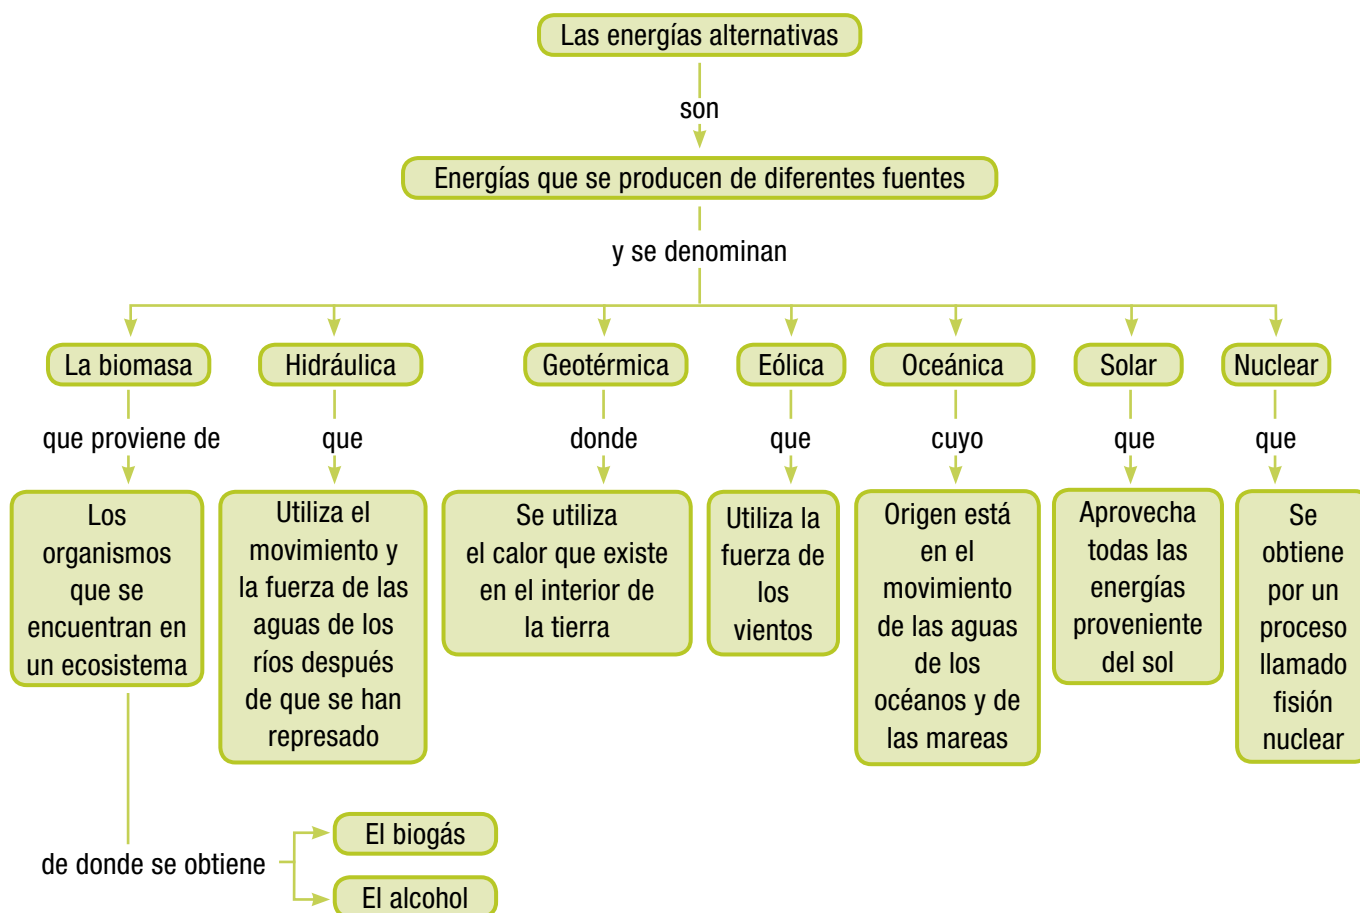 Las energías alternativas
son
Energías que se producen de diferentes fuentes
y se denominan
La biomasa
Hidráulica
Geotérmica
Eólica
Oceánica
Solar
Nuclear
que proviene de
que
donde
que
cuyo
que
que
Los
organismos
que se
encuentran en
un ecosistema
Utiliza el
movimiento y
la fuerza de las
aguas de los
ríos después
de que se han
represado
Se utiliza
el calor que existe
en el interior de
la tierra
Utiliza la
fuerza de
los
vientos
Origen está
en el
movimiento
de las aguas
de los
océanos y de
las mareas
Aprovecha
todas las
energías
proveniente
del sol
Se
obtiene
por un
proceso
llamado
fisión
nuclear
de donde se obtiene
El biogás
El alcohol